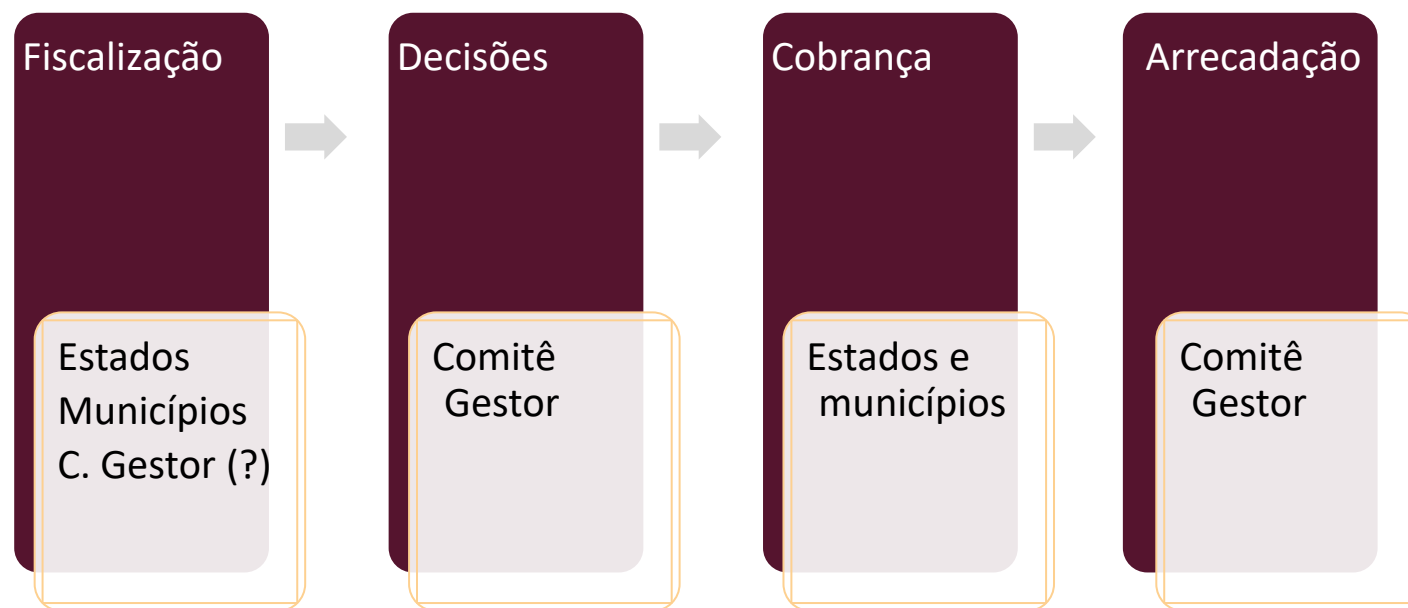 Fiscalização
Estados
Municípios
C. Gestor (?)
Decisões
Comitê
Gestor
Cobrança
Estados e
municípios
Arrecadação
Comitê
Gestor